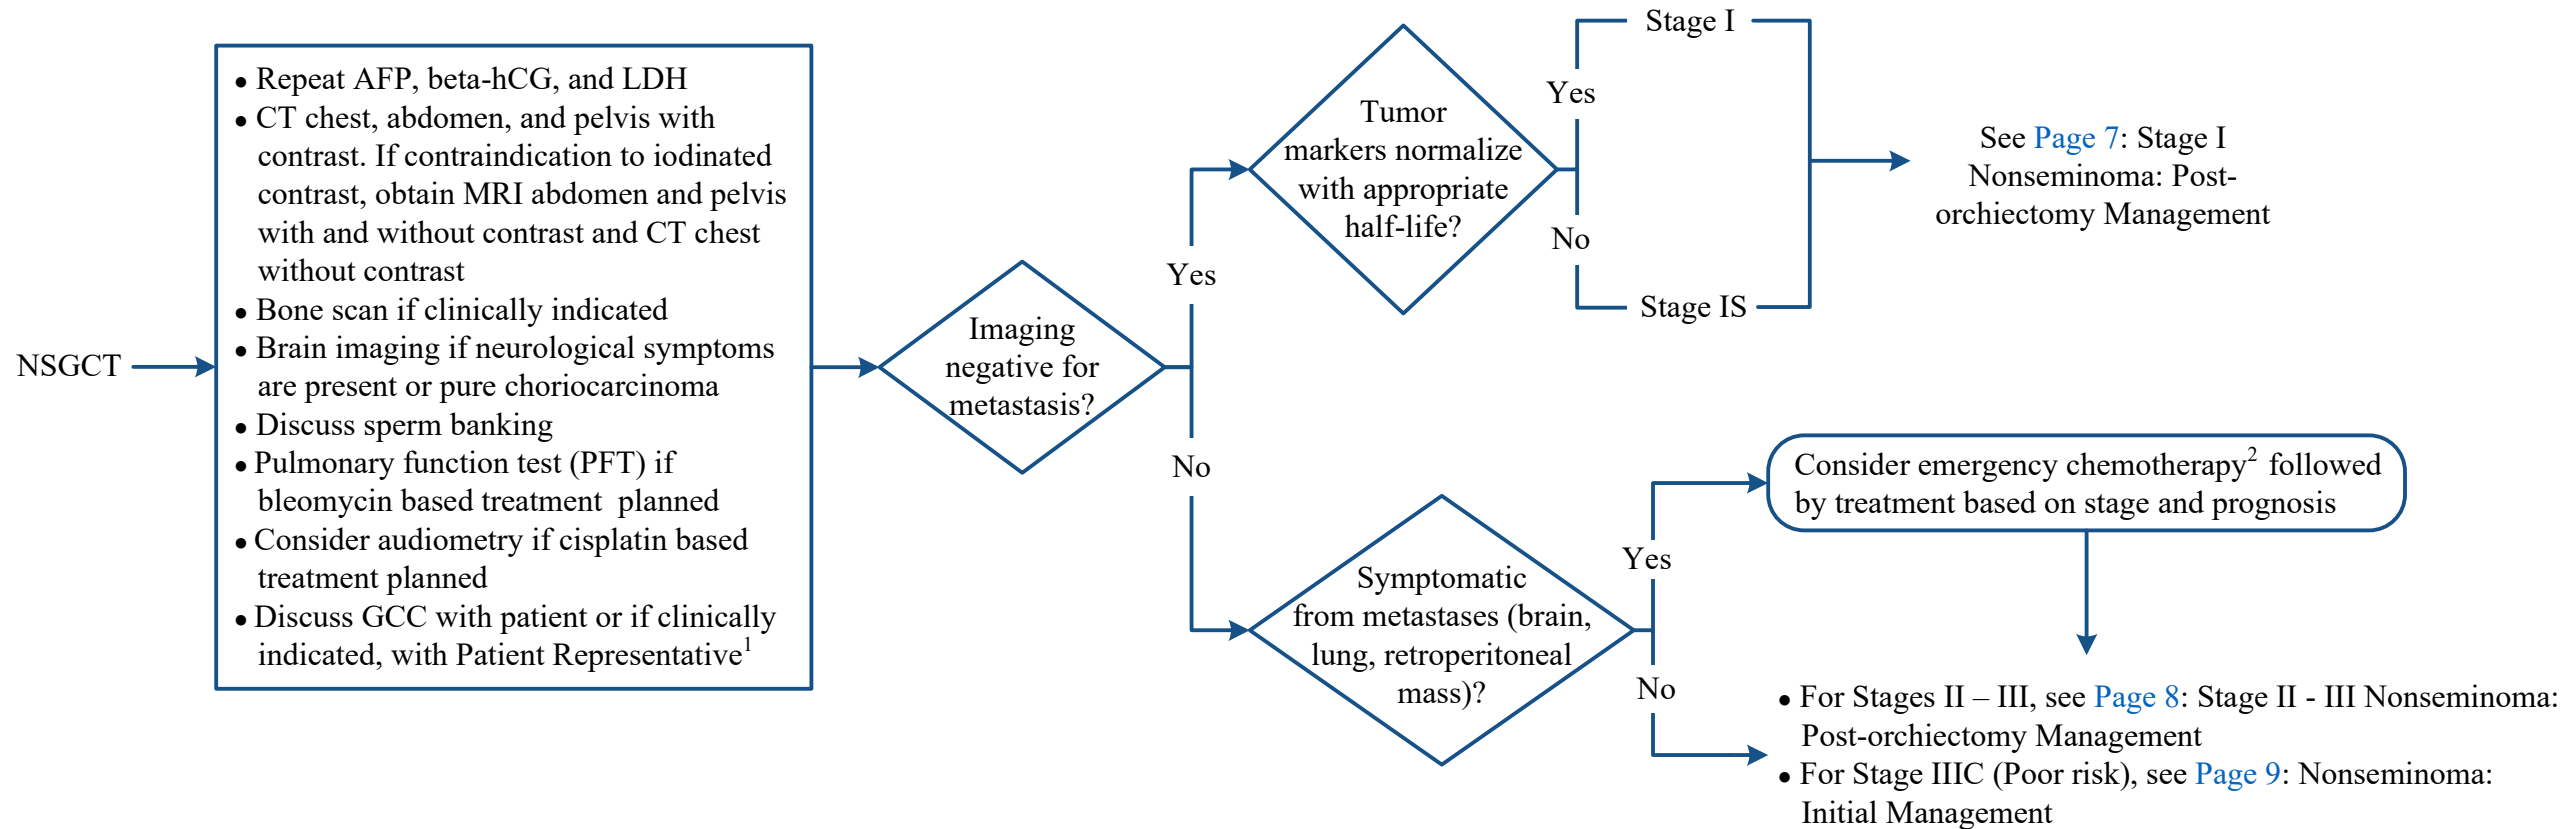 NSGCT
• Repeat AFP, beta-hCG, and LDH
• CT chest, abdomen, and pelvis with
contrast. If contraindication to iodinated
contrast, obtain MRI abdomen and pelvis
with and without contrast and CT chest
without contrast
• Bone scan if clinically indicated
• Brain imaging if neurological symptoms
are present or pure choriocarcinoma
• Discuss sperm banking
• Pulmonary function test (PFT) if
bleomycin based treatment planned
• Consider audiometry if cisplatin based
treatment planned
• Discuss GCC with patient or if clinically
indicated, with Patient Representative¹
Imaging
negative for
metastasis?
Yes
No
Tumor
markers normalize
with appropriate
half-life?
Yes
No
Stage I
Stage IS
See Page 7: Stage I
Nonseminoma: Post-
orchiectomy Management
Symptomatic
from metastases (brain,
lung, retroperitoneal
mass)?
Yes
No
Consider emergency chemotherapy² followed
by treatment based on stage and prognosis
• For Stages II – III, see Page 8: Stage II - III Nonseminoma:
Post-orchiectomy Management
• For Stage IIIC (Poor risk), see Page 9: Nonseminoma:
Initial Management